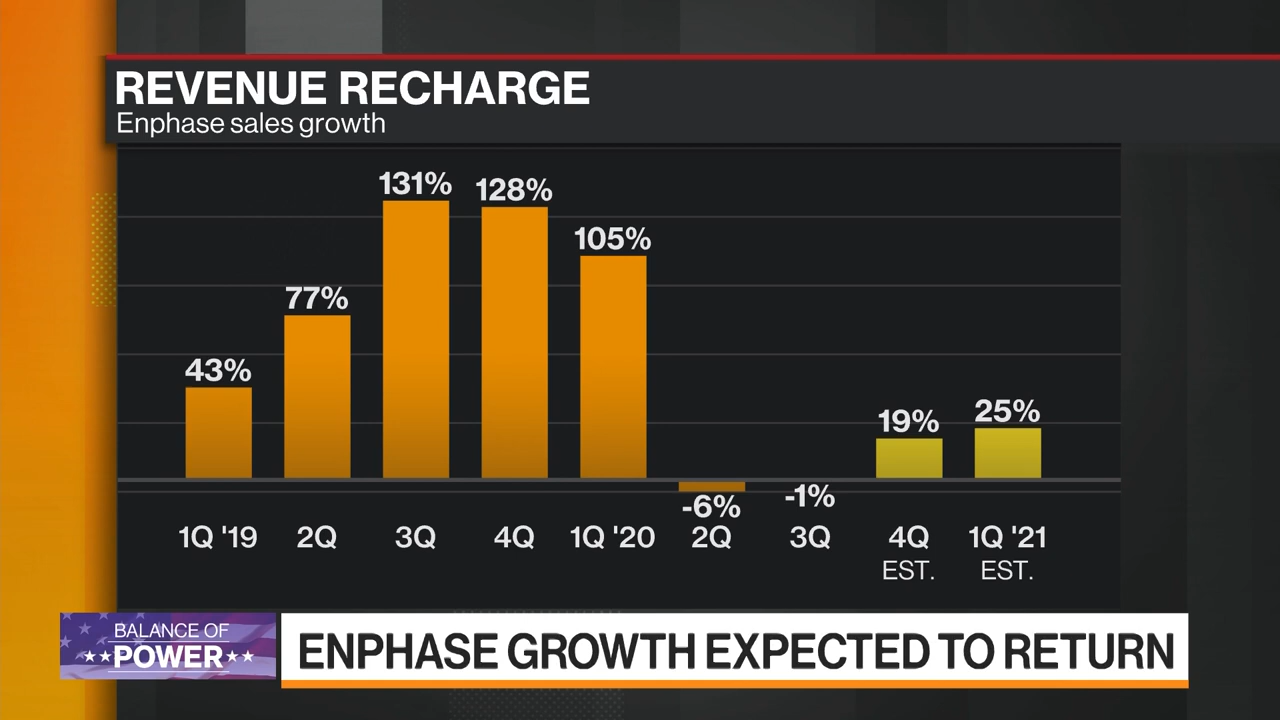 REVENUE RECHARGE
Enphase sales growth
131%
128%
105%
77%
43%
25%
19%
-1%
-6%
1Q '19 2Q 3Q 4Q 1Q '20 2Q 3Q 4Q 1Q '21
EST. EST.
BALANCE OF
POWER
ENPHASE GROWTH EXPECTED TO RETURN